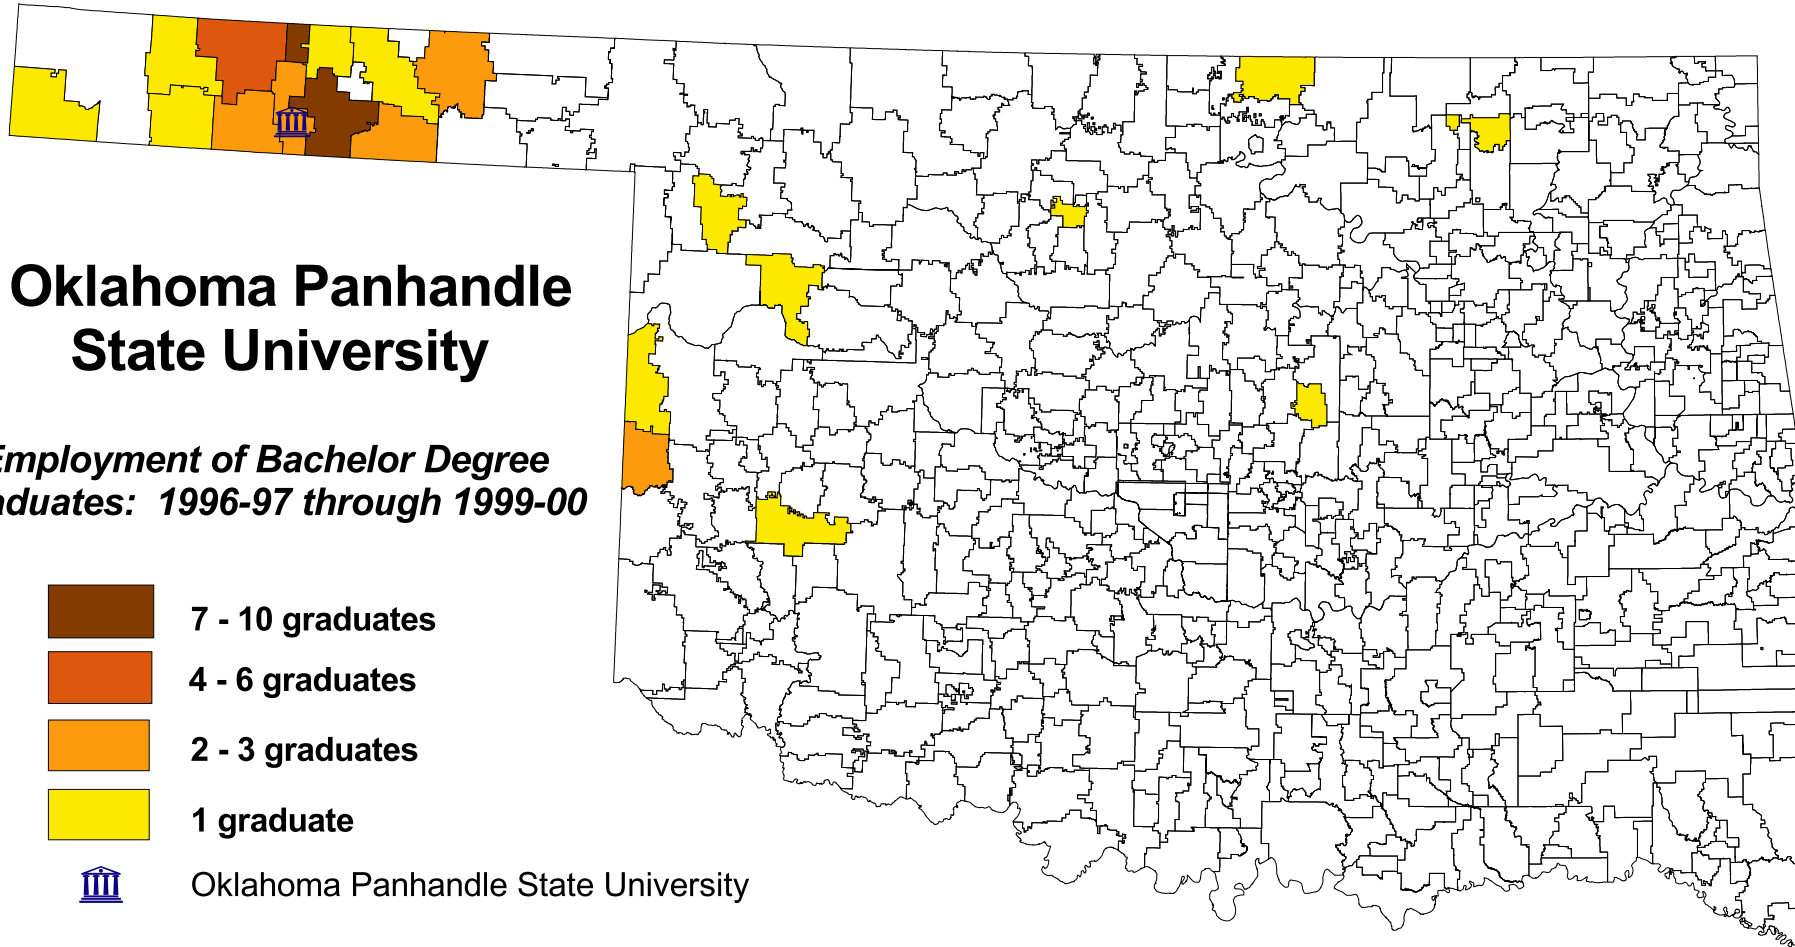 Oklahoma Panhandle
State University
Employment of Bachelor Degree
aduates: 1996-97 through 1999-00
7 - 10 graduates
4 - 6 graduates
2 - 3 graduates
1 graduate
Oklahoma Panhandle State University